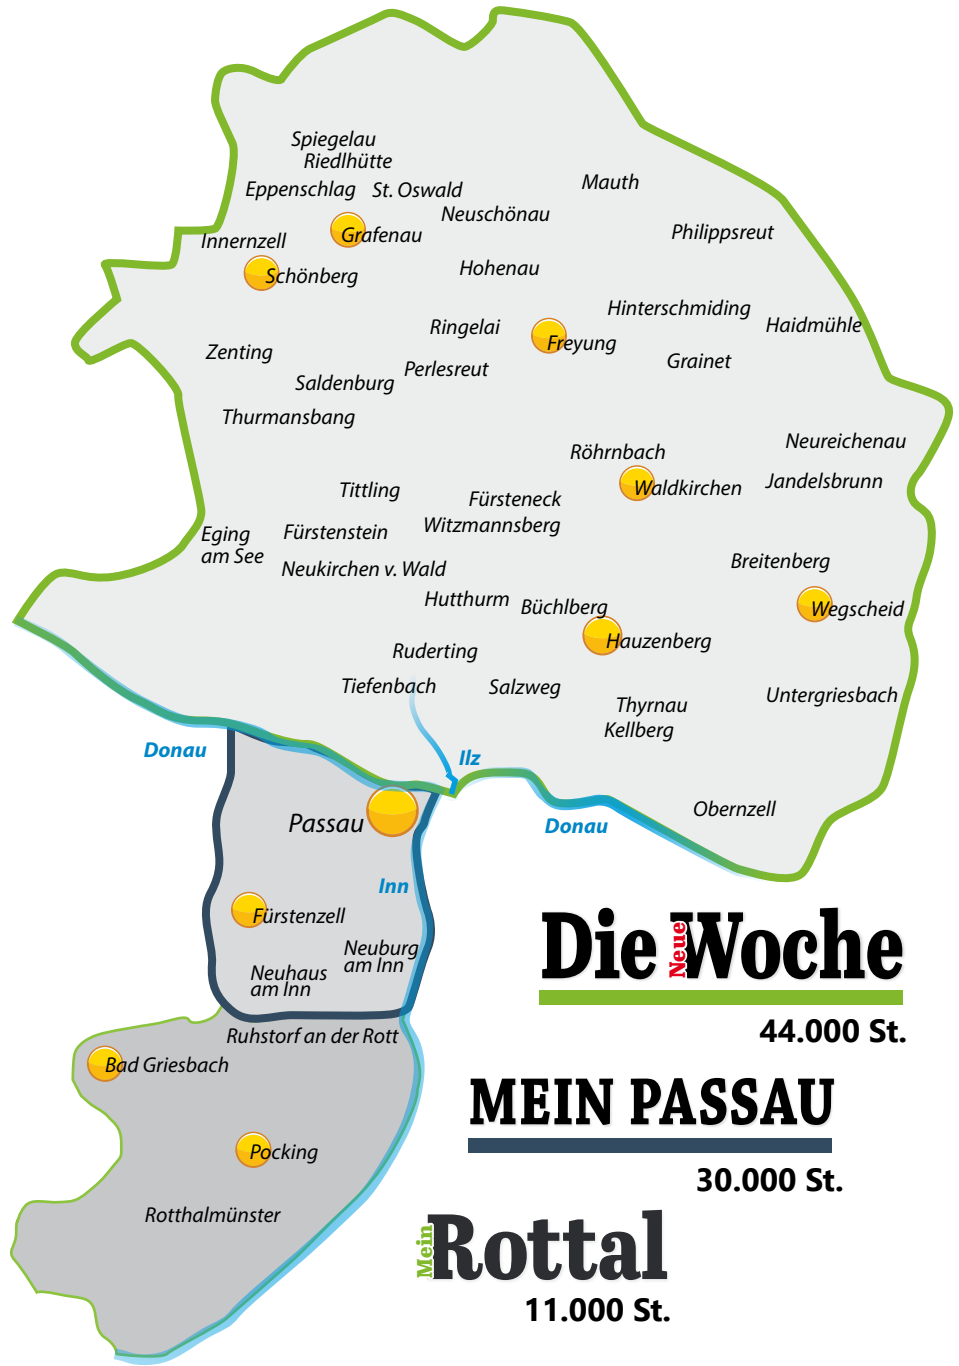 Spiegelau
Riedlhütte
Mauth
Eppenschlag
St. Oswald
Neuschönau
Philippsreut
Innernzell
Grafenau
Hohenau
Schönberg
Hinterschmiding
Haidmühle
Ringelai
Freyung
Zenting
Grainet
Perlesreut
Saldenburg
Thurmansbang
Neureichenau
Röhrnbach
Jandelsbrunn
Tittling
Waldkirchen
Fürsteneck
Witzmannsberg
Eging
am See
Fürstenstein
Breitenberg
Neukirchen v. Wald
Hutthurm
Büchlberg
Wegscheid
Hauzenberg
Ruderting
Tiefenbach
Salzweg
Untergriesbach
Thyrnau
Kellberg
Donau
Ilz
Obernzell
Passau
Donau
Inn
Fürstenzell
Neuburg
am Inn
Neuhaus
am Inn
Die Neue Woche
44.000 St.
Ruhstorf an der Rott
Bad Griesbach
MEIN PASSAU
30.000 St.
Pocking
Rotthalmünster
Mein Rottal
11.000 St.